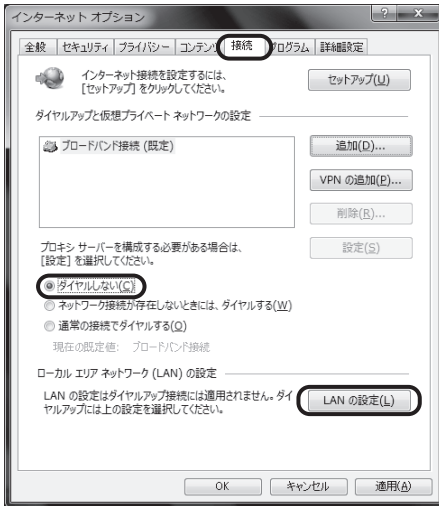 インターネット オプション
全般 セキュリティ プライバシー コンテンツ 接続 プログラム 詳細設定
インターネット接続を設定するには、
[セットアップ] をクリックしてください。
セットアップ(U)
ダイヤルアップと仮想プライベート ネットワークの設定
ブロードバンド接続 (既定)
追加(D)...
VPN の追加(P)...
削除(R)...
プロキシ サーバーを構成する必要がある場合は、
[設定] を選択してください。
設定(S)
ダイヤルしない(C)
ネットワーク接続が存在しないときには、ダイヤルする(W)
通常の接続でダイヤルする(O)
現在の既定値: ブロードバンド接続
ローカル エリア ネットワーク (LAN) の設定
LAN の設定はダイヤルアップ接続には適用されません。ダイ
ヤルアップには上の設定を選択してください。
LAN の設定(L)
OK キャンセル 適用(A)